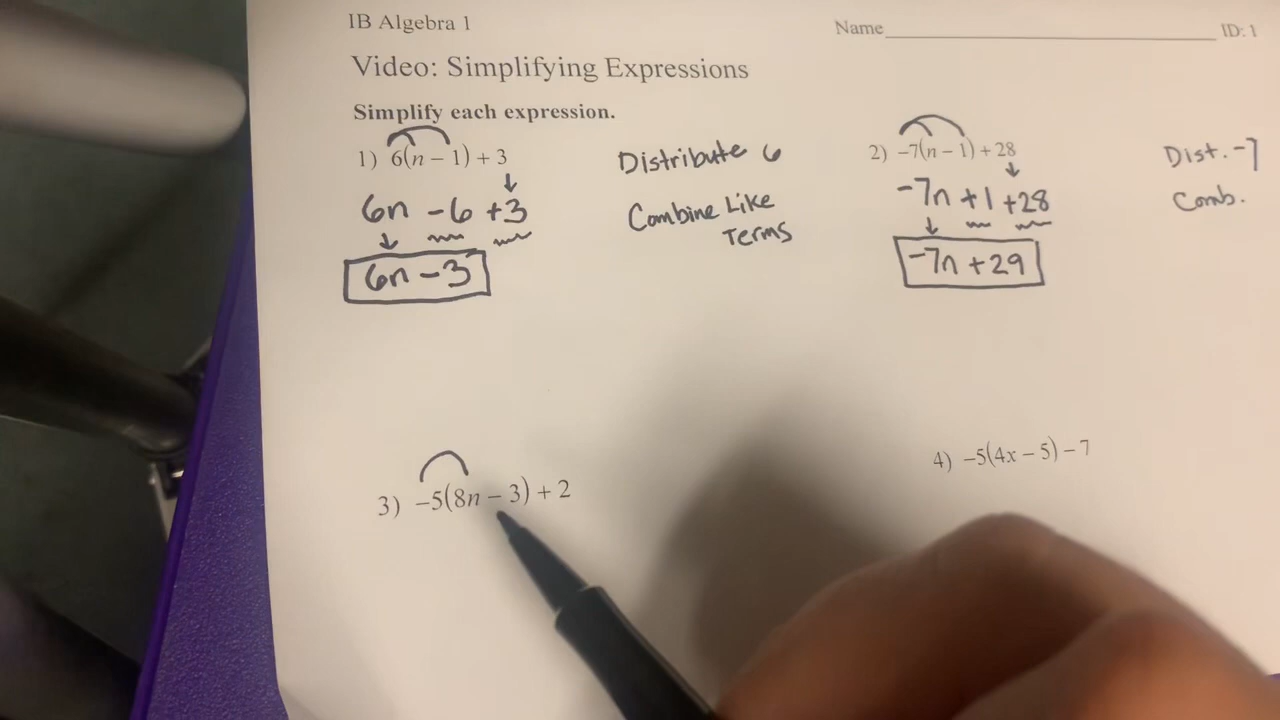 IB Algebra 1
Name____________________ ID: 1
Video: Simplifying Expressions
Simplify each expression.
1) 6(n − 1) + 3
6n −6 +3
6n − 3
Distribute 6
Combine Like
Terms
2) −7(n − 1) + 28
−7n +1 +28
−7n +29
Dist. −7
Comb.
3) −5(8n − 3) + 2
4) −5(4x − 5) − 7